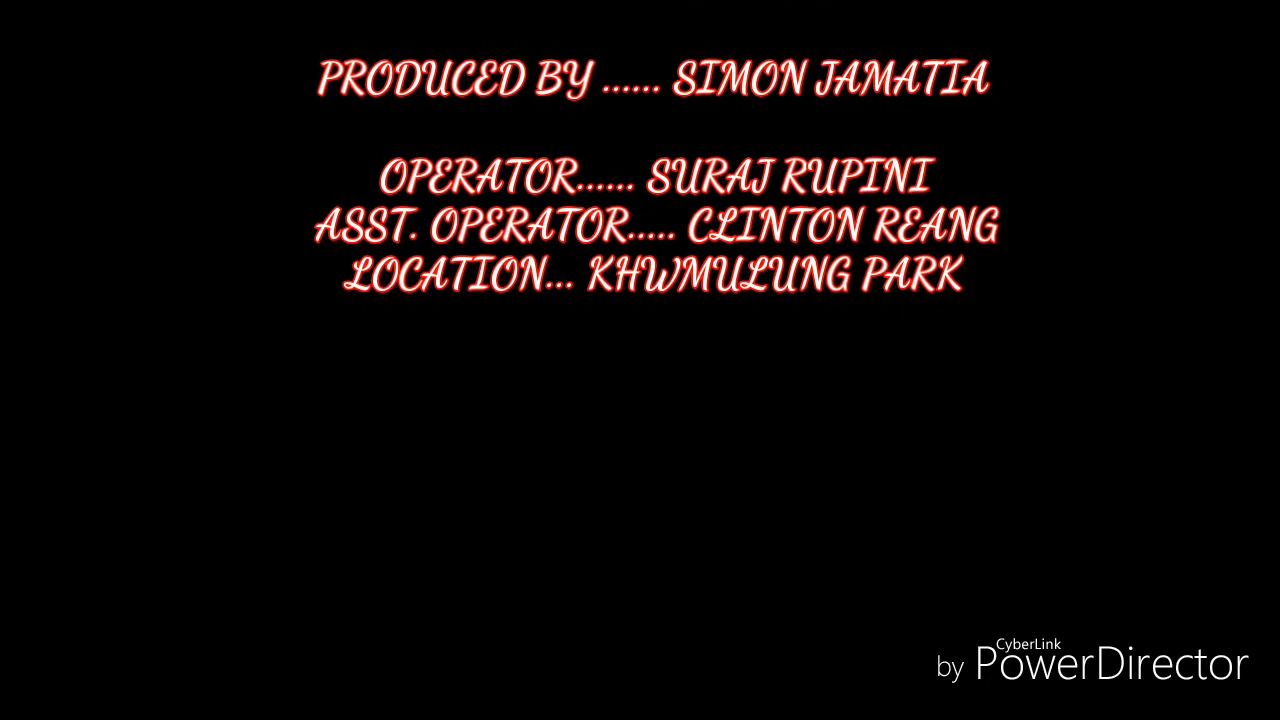 PRODUCED BY ...... SIMON JAMATIA
OPERATOR...... SURAJ RUPINI
ASST. OPERATOR..... CLINTON REANG
LOCATION... KHWMULUNG PARK
by CyberLink PowerDirector